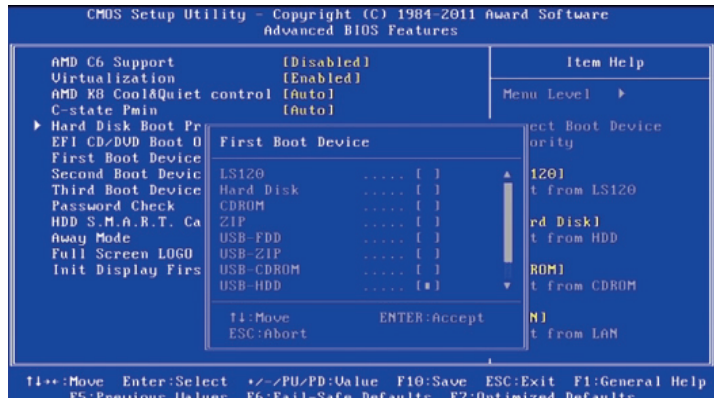 CMOS Setup Utility - Copyright (C) 1984-2011 Award Software
Advanced BIOS Features
AMD C6 Support [Disabled]
Virtualization [Enabled]
AMD K8 Cool&Quiet control [Auto]
C-state Pmin [Auto]
Hard Disk Boot Pr
EFI CD/DVD Boot O
First Boot Device
Second Boot Devic
Third Boot Device
Password Check
HDD S.M.A.R.T. Ca
Away Mode
Full Screen LOGO
Init Display Firs
First Boot Device
LS120 ..... [ ]
Hard Disk ..... [ ]
CDROM ..... [ ]
ZIP ..... [ ]
USB-FDD ..... [ ]
USB-ZIP ..... [ ]
USB-CDROM ..... [ ]
USB-HDD ..... [▪]
↑↓:Move ENTER:Accept
ESC:Abort
Item Help
Menu Level ▶
ect Boot Device
ority
120]
t from LS120
rd Disk]
t from HDD
ROM]
t from CDROM
N]
t from LAN
↑↓→←:Move Enter:Select +/-/PU/PD:Value F10:Save ESC:Exit F1:General Help
F5:Previous Values F6:Fail-Safe Defaults F7:Optimized Defaults